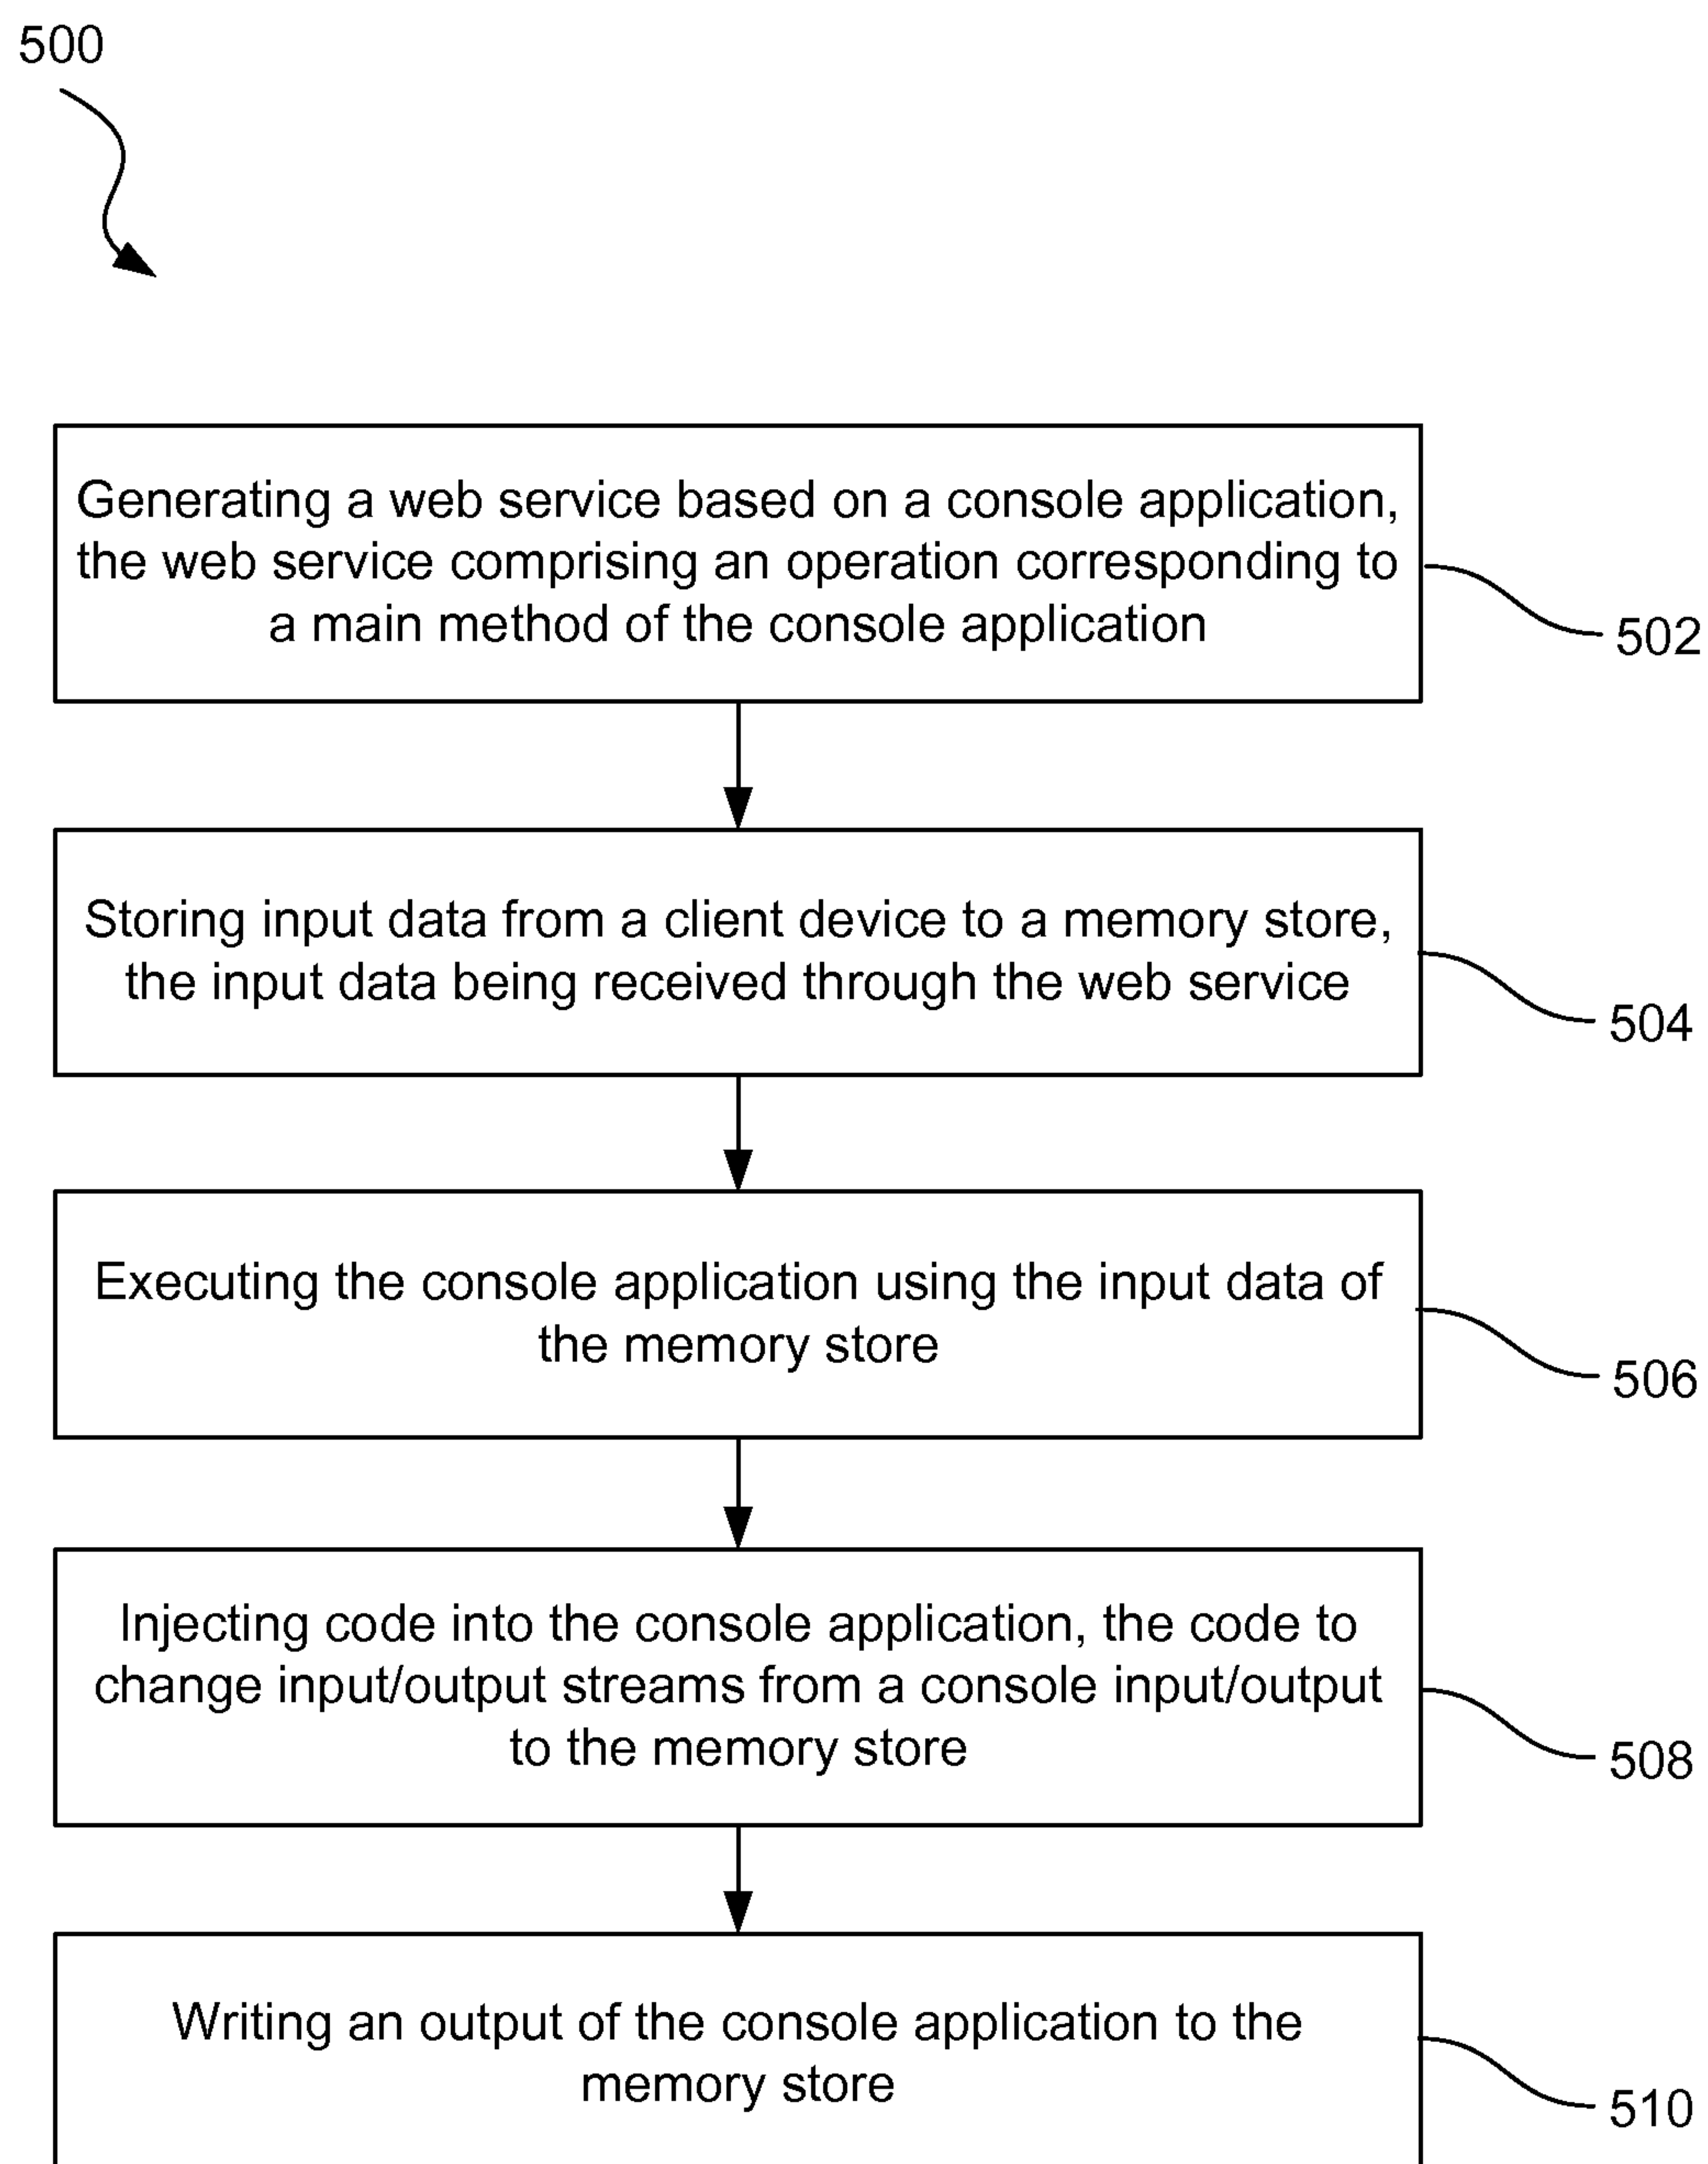 500
Generating a web service based on a console application,
the web service comprising an operation corresponding to
a main method of the console application
502
Storing input data from a client device to a memory store,
the input data being received through the web service
504
Executing the console application using the input data of
the memory store
506
Injecting code into the console application, the code to
change input/output streams from a console input/output
to the memory store
508
Writing an output of the console application to the
memory store
510